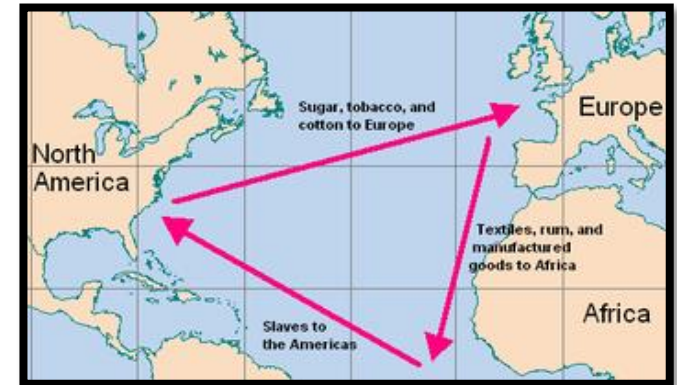 Sugar, tobacco, and
cotton to Europe
Europe
North
America
Textiles, rum, and
manufactured
goods to Africa
Africa
Slaves to
the Americas